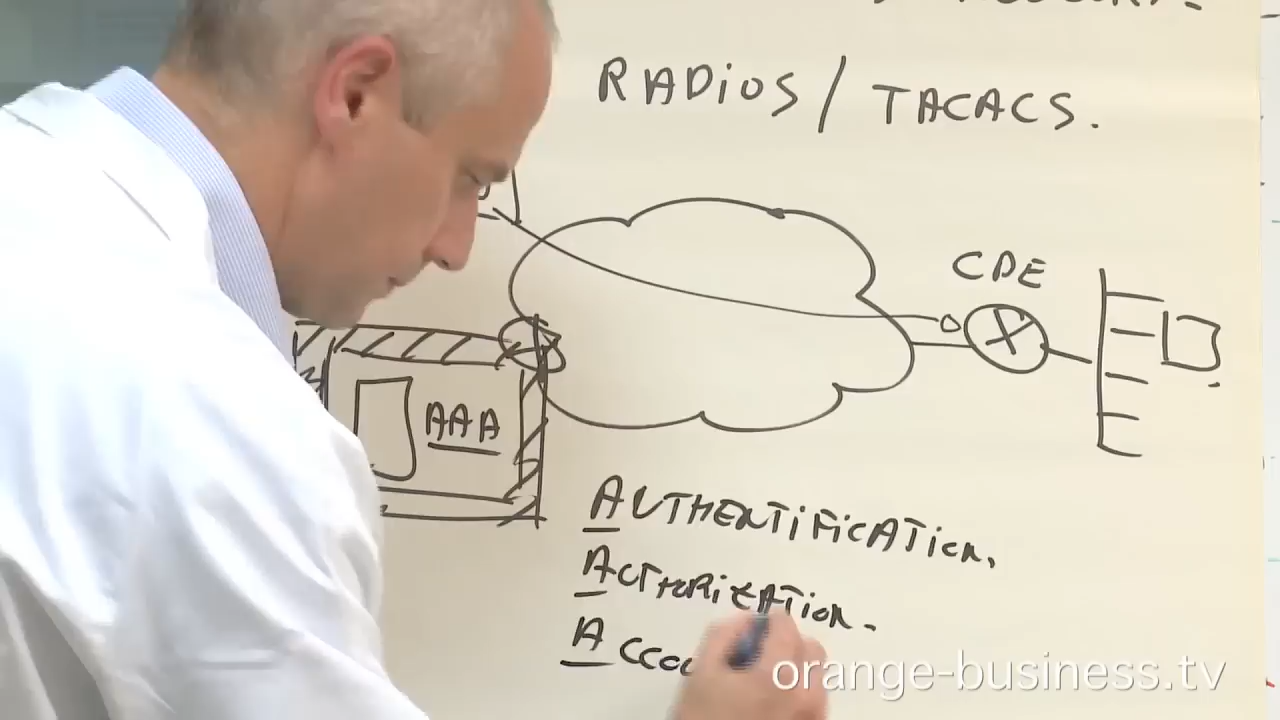 RADiOS / TACACS.
CPE
AAA
AUTHENTiFiCATiON.
AUTHORiZATiON.
orange-business.tv